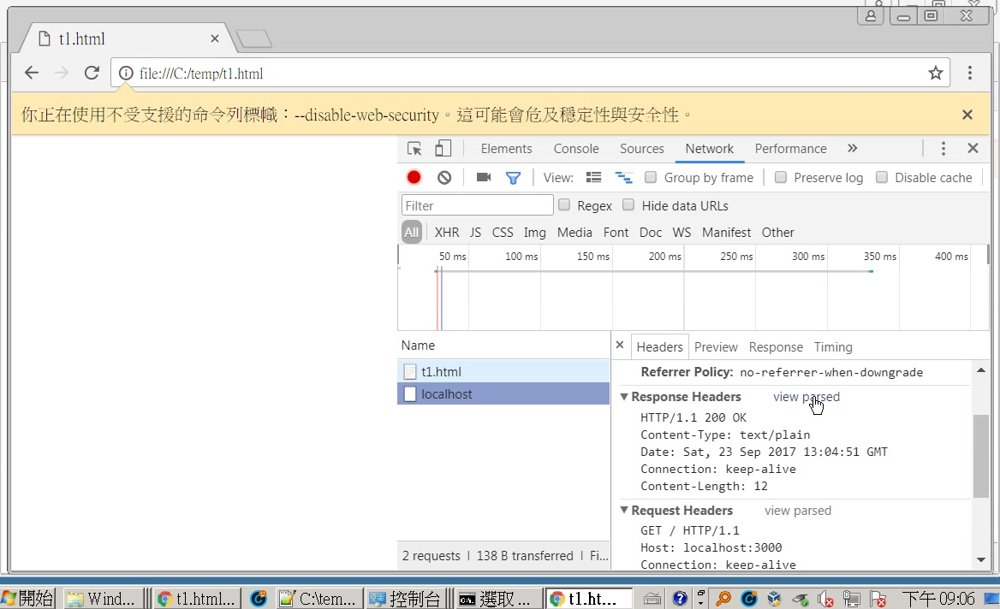 t1.html
file:///C:/temp/t1.html
你正在使用不受支援的命令列標幟：--disable-web-security。這可能會危及穩定性與安全性。
Elements Console Sources Network Performance »
View: Group by frame Preserve log Disable cache
Filter Regex Hide data URLs
All XHR JS CSS Img Media Font Doc WS Manifest Other
50 ms 100 ms 150 ms 200 ms 250 ms 300 ms 350 ms 400 ms
Name
t1.html
localhost
2 requests | 138 B transferred | Fi...
Headers Preview Response Timing
Referrer Policy: no-referrer-when-downgrade
Response Headers view parsed
HTTP/1.1 200 OK
Content-Type: text/plain
Date: Sat, 23 Sep 2017 13:04:51 GMT
Connection: keep-alive
Content-Length: 12
Request Headers view parsed
GET / HTTP/1.1
Host: localhost:3000
Connection: keep-alive
開始 Wind... t1.html... C:\tem... 控制台 選取 ... t1.ht... 下午 09:06